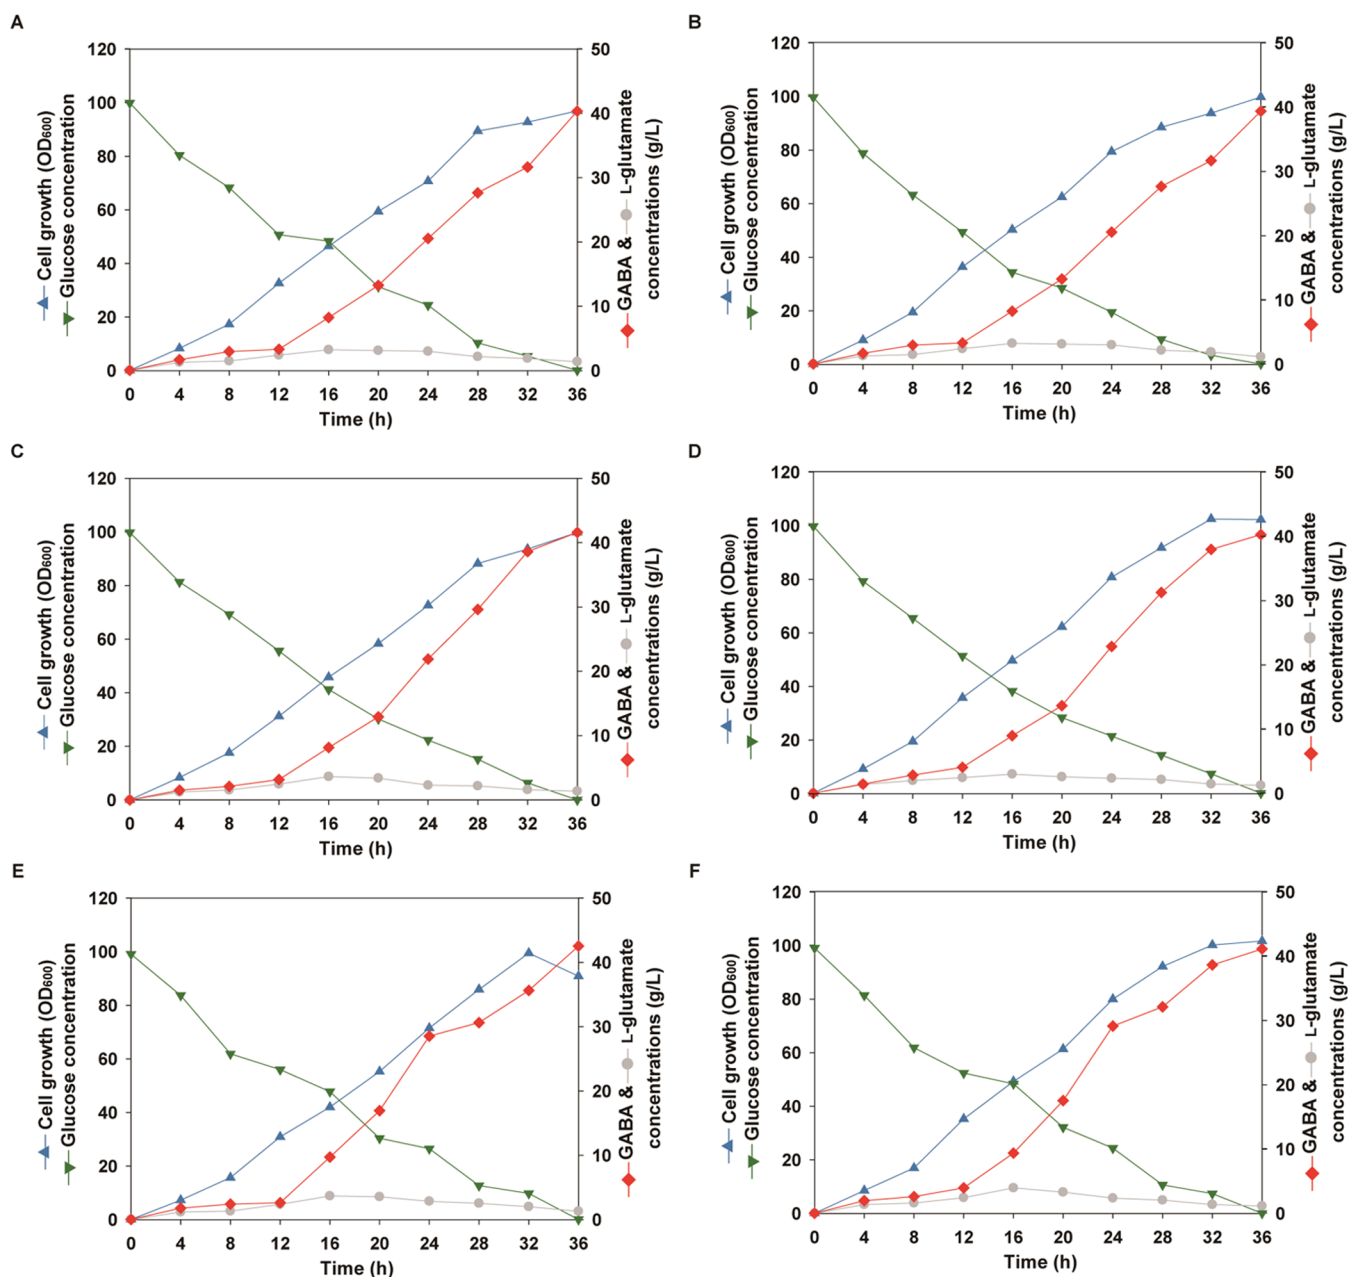 A
120
100
80
60
40
20
0
50
40
30
20
10
0
0 4 8 12 16 20 24 28 32 36
Time (h)
Cell growth (OD600)
Glucose concentration
GABA & L-glutamate
concentrations (g/L)
B
120
100
80
60
40
20
0
50
40
30
20
10
0
0 4 8 12 16 20 24 28 32 36
Time (h)
Cell growth (OD600)
Glucose concentration
GABA & L-glutamate
concentrations (g/L)
C
120
100
80
60
40
20
0
50
40
30
20
10
0
0 4 8 12 16 20 24 28 32 36
Time (h)
Cell growth (OD600)
Glucose concentration
GABA & L-glutamate
concentrations (g/L)
D
120
100
80
60
40
20
0
50
40
30
20
10
0
0 4 8 12 16 20 24 28 32 36
Time (h)
Cell growth (OD600)
Glucose concentration
GABA & L-glutamate
concentrations (g/L)
E
120
100
80
60
40
20
0
50
40
30
20
10
0
0 4 8 12 16 20 24 28 32 36
Time (h)
Cell growth (OD600)
Glucose concentration
GABA & L-glutamate
concentrations (g/L)
F
120
100
80
60
40
20
0
50
40
30
20
10
0
0 4 8 12 16 20 24 28 32 36
Time (h)
Cell growth (OD600)
Glucose concentration
GABA & L-glutamate
concentrations (g/L)